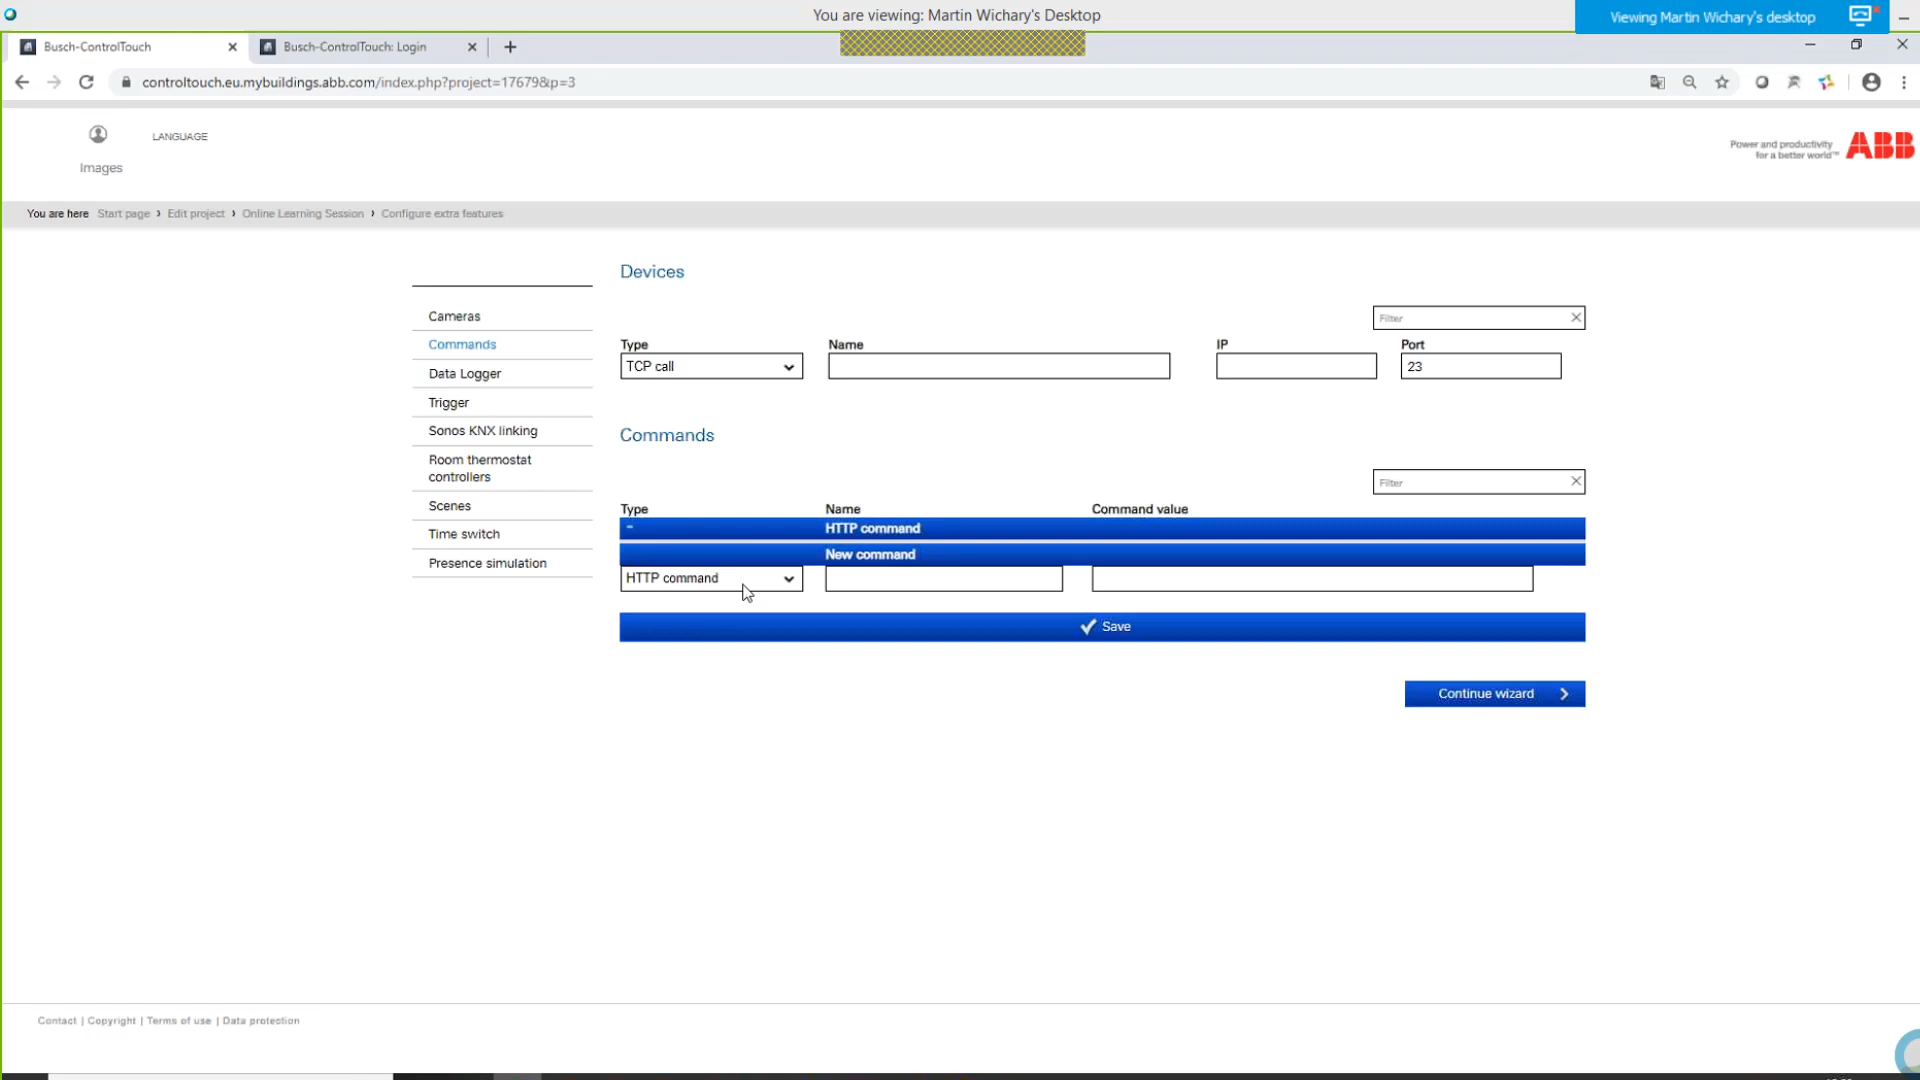 You are viewing: Martin Wichary's Desktop
Viewing Martin Wichary's desktop
Busch-ControlTouch
Busch-ControlTouch: Login
controltouch.eu.mybuildings.abb.com/index.php?project=17679&p=3
LANGUAGE
Images
Power and productivity
for a better world™
ABB
You are here Start page › Edit project › Online Learning Session › Configure extra features
Devices
Cameras
Commands
Data Logger
Trigger
Sonos KNX linking
Room thermostat
controllers
Scenes
Time switch
Presence simulation
Filter
Type Name IP Port
TCP call 23
Commands
Filter
Type Name Command value
- HTTP command
New command
HTTP command
Save
Continue wizard
Contact | Copyright | Terms of use | Data protection